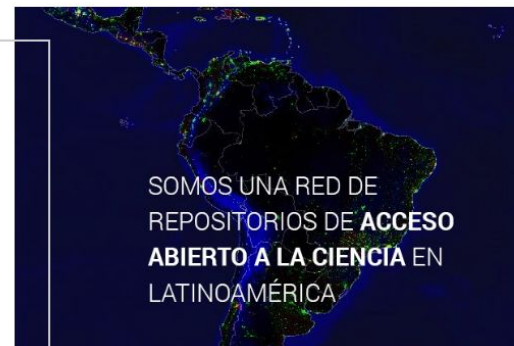 SOMOS UNA RED DE
REPOSITORIOS DE ACCESO
ABIERTO A LA CIENCIA EN
LATINOAMÉRICA